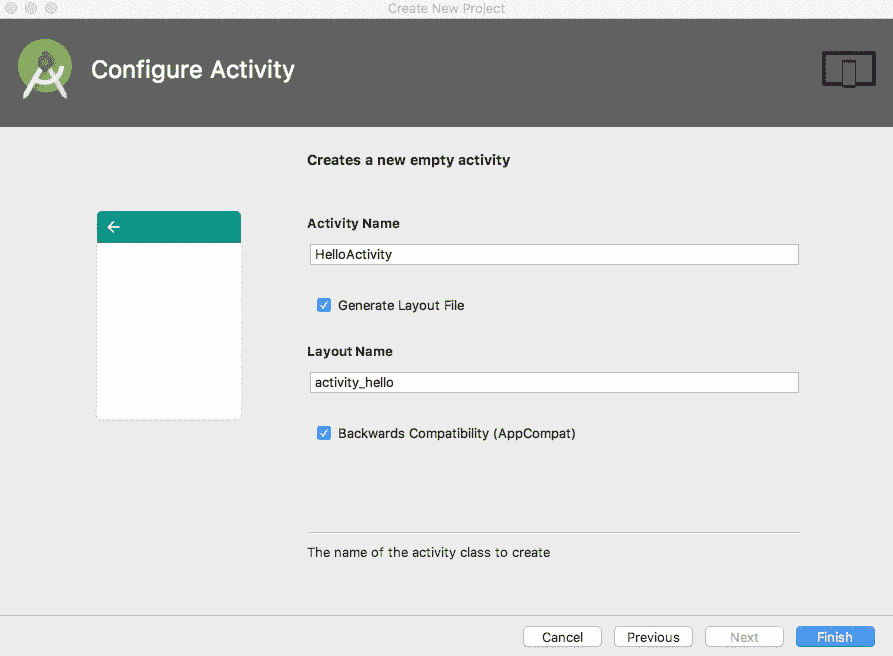 Create New Project
Configure Activity
Creates a new empty activity
Activity Name
HelloActivity
Generate Layout File
Layout Name
activity_hello
Backwards Compatibility (AppCompat)
The name of the activity class to create
Cancel Previous Next Finish